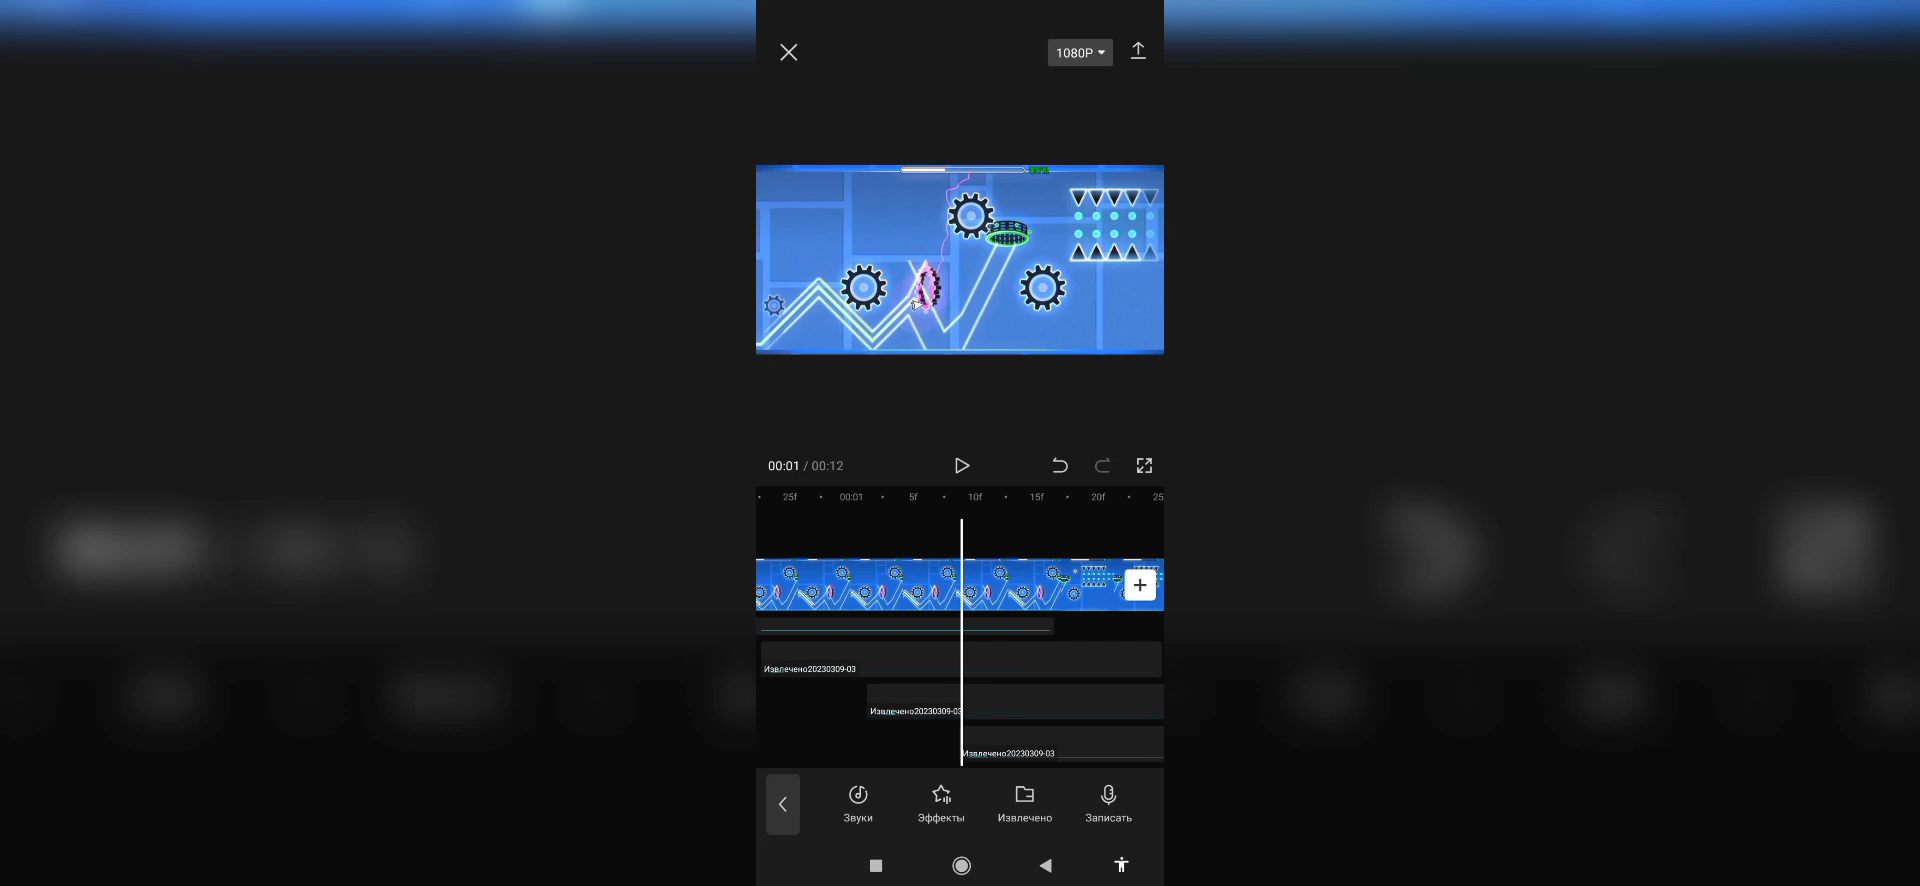 1080P
00:01 / 00:12
25f 00:01 5f 10f 15f 20f 25
Извлечено20230309-03
Извлечено20230309-03
Извлечено20230309-03
Звуки Эффекты Извлечено Записать